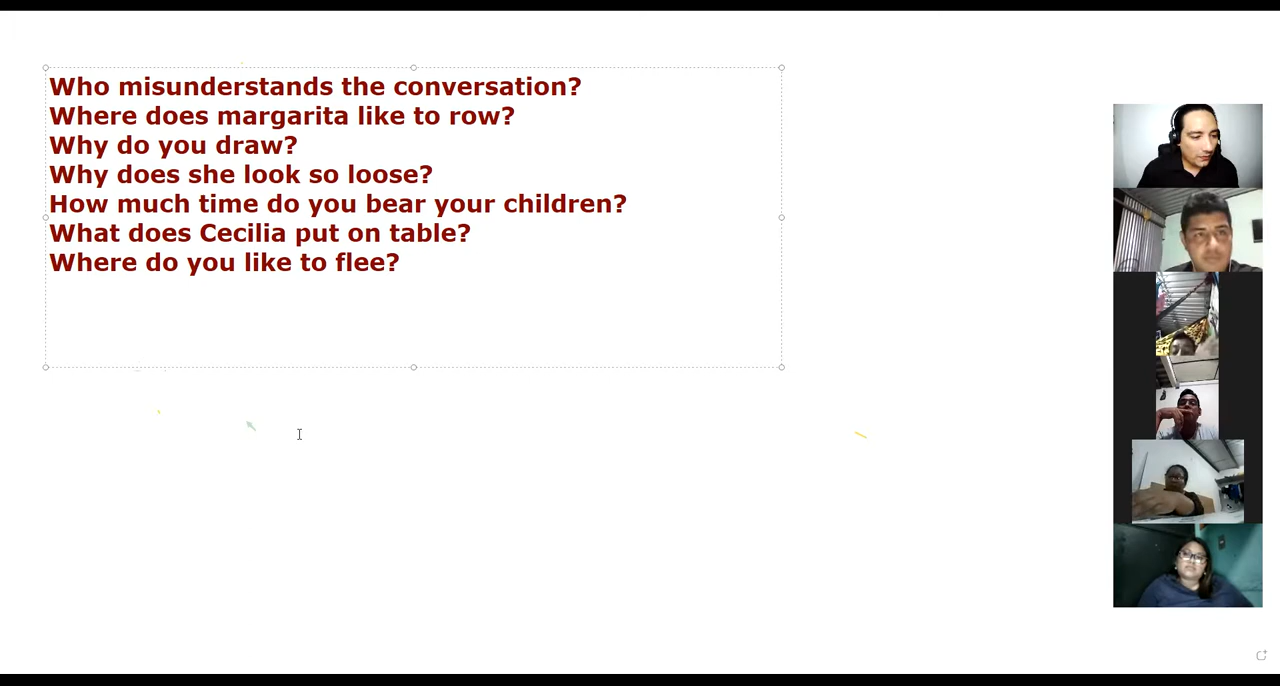 Who misunderstands the conversation?
Where does margarita like to row?
Why do you draw?
Why does she look so loose?
How much time do you bear your children?
What does Cecilia put on table?
Where do you like to flee?